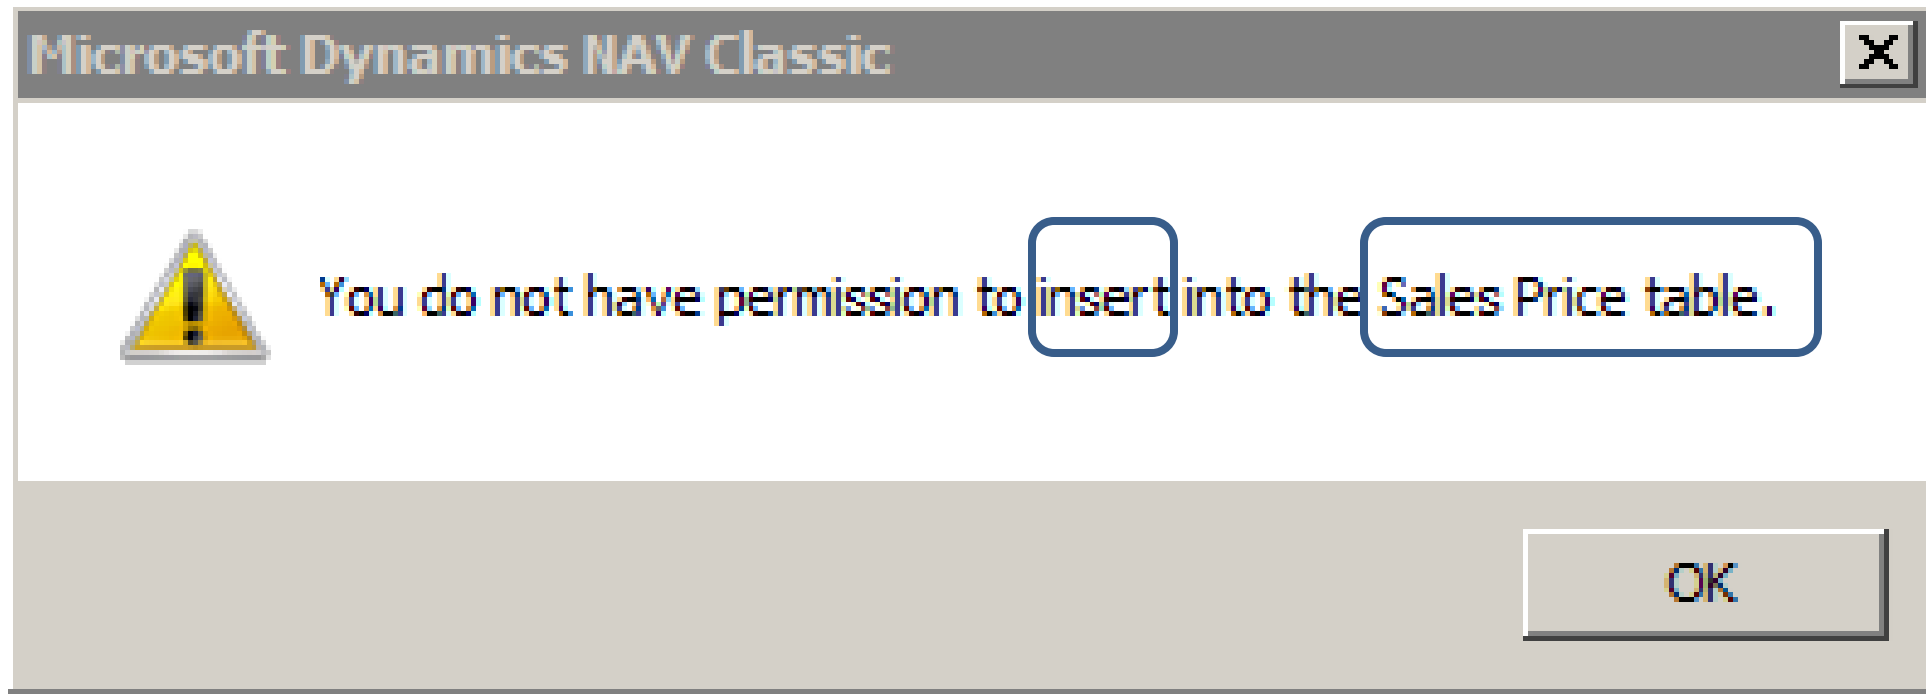 Microsoft Dynamics NAV Classic
You do not have permission to insert into the Sales Price table.
OK